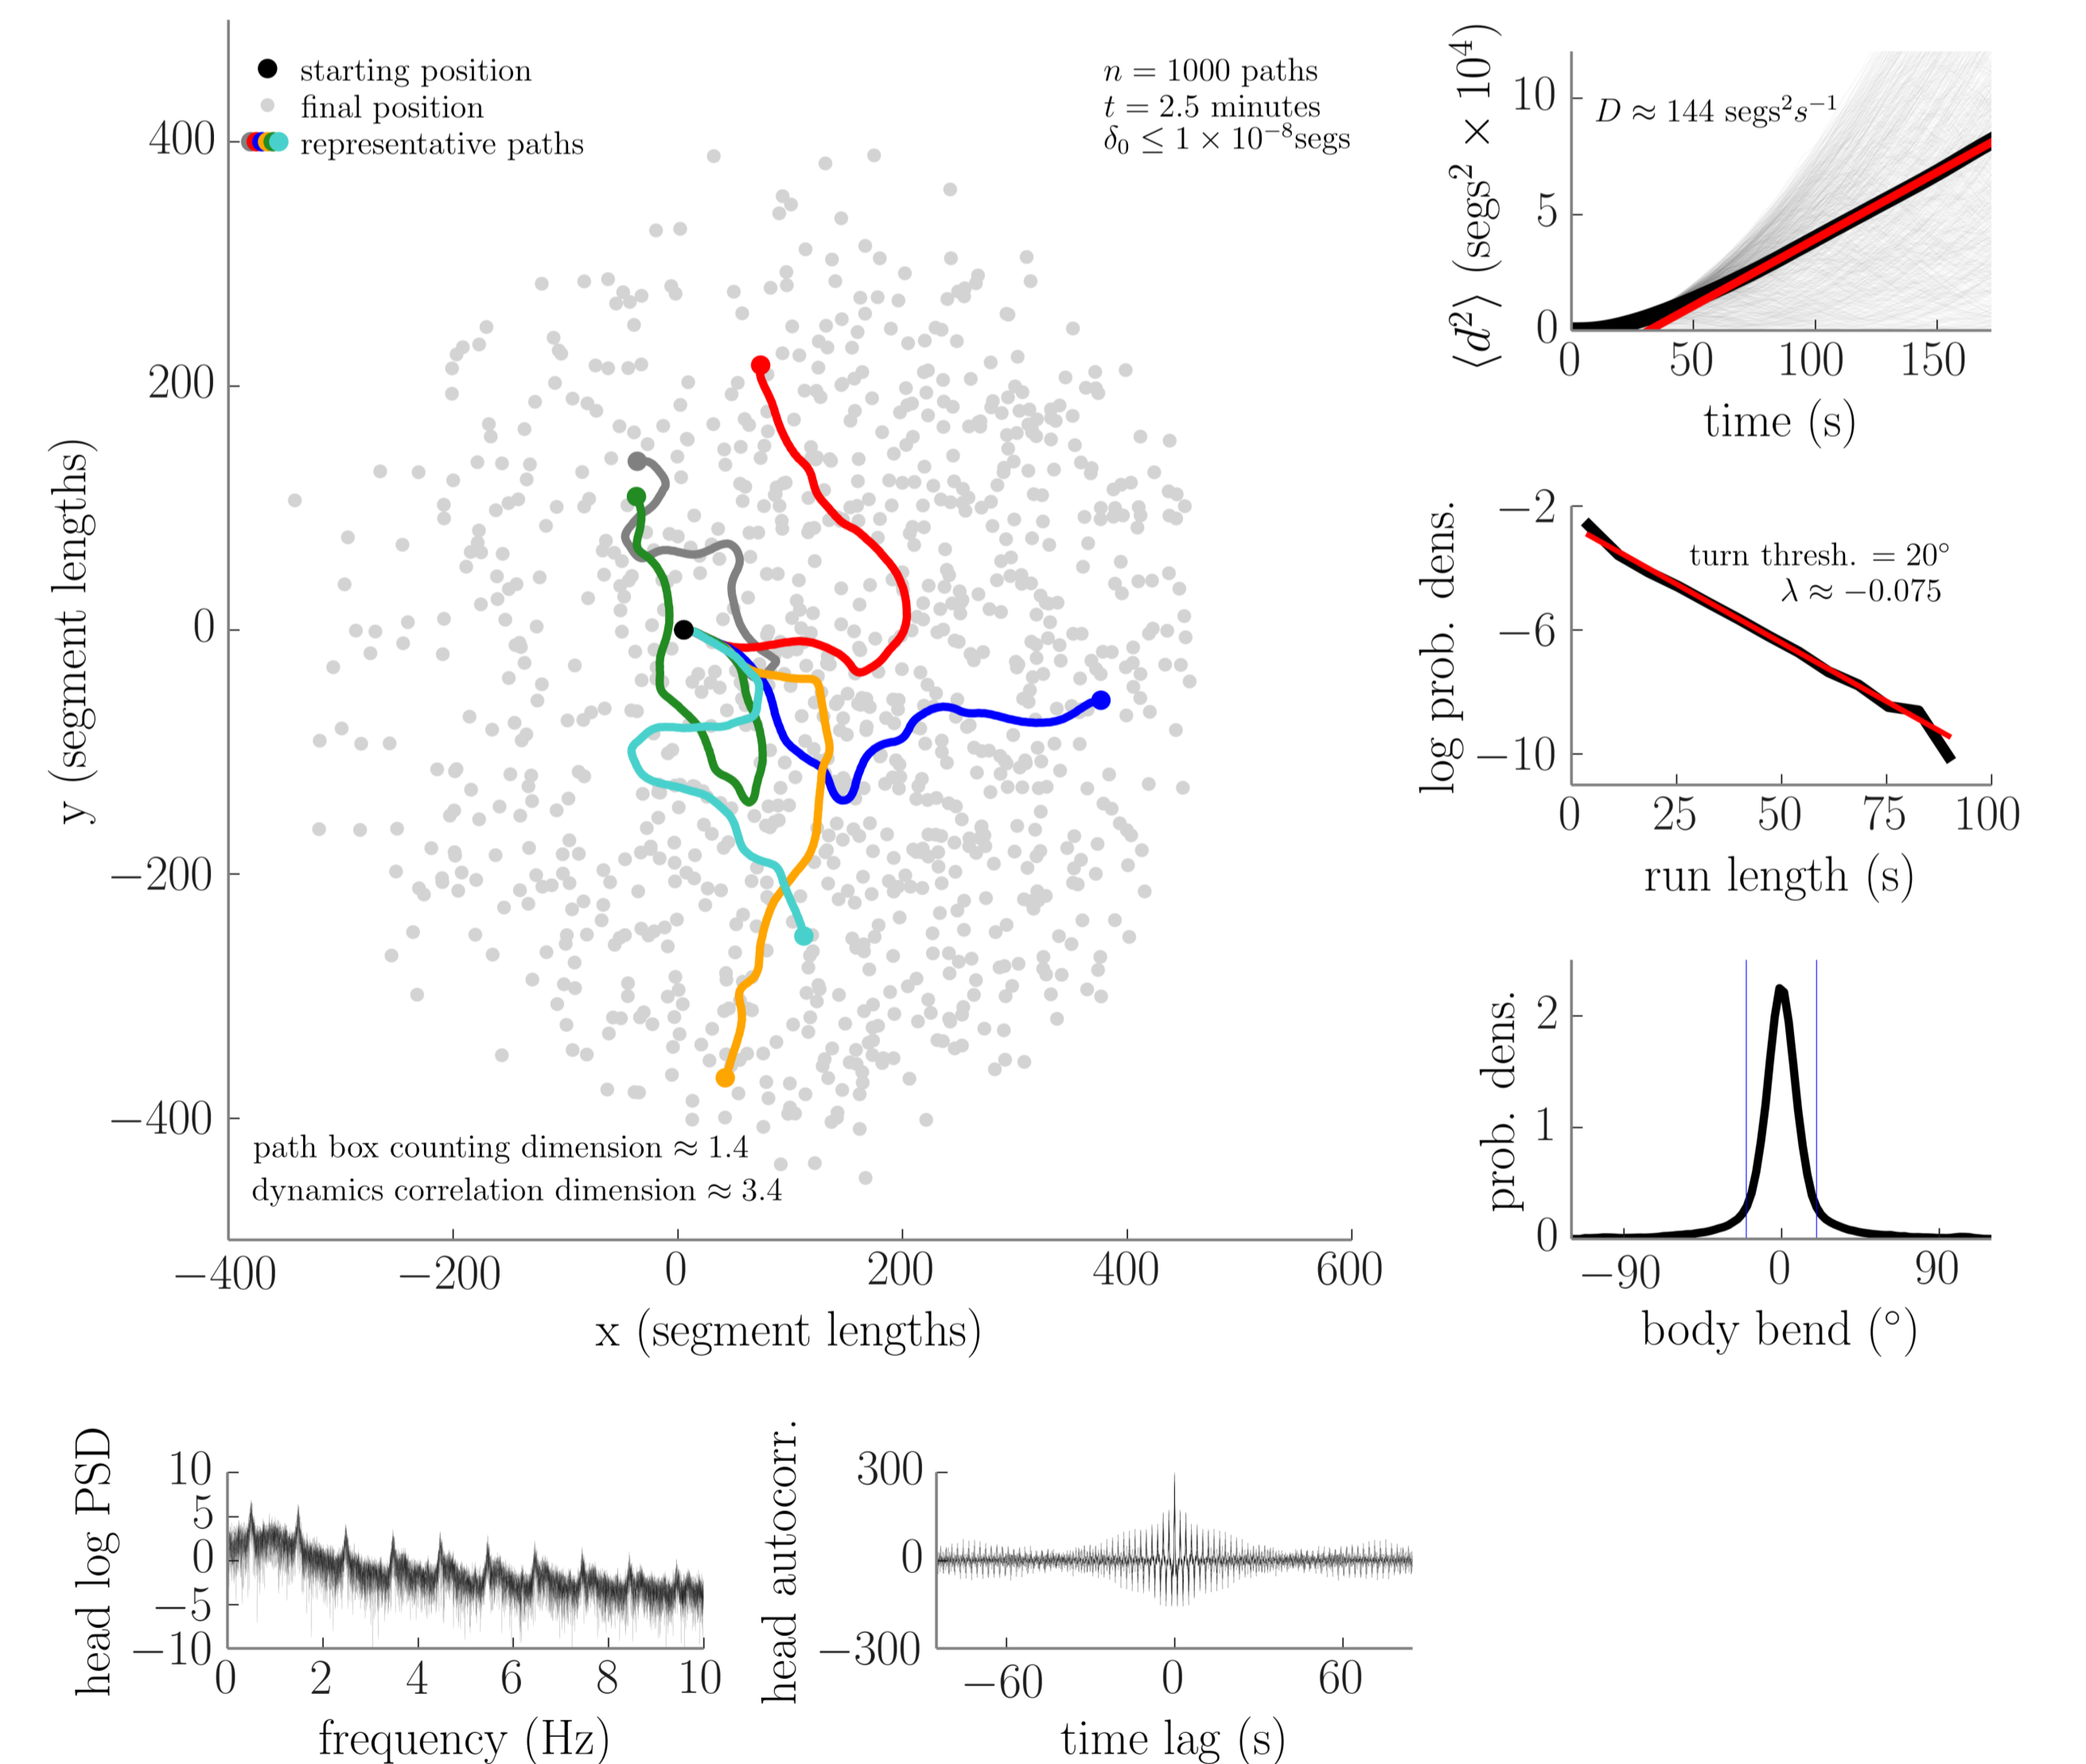 starting position
final position
representative paths
n = 1000 paths
t = 2.5 minutes
δ₀ ≤ 1 × 10⁻⁸segs
400
200
0
−200
−400
y (segment lengths)
path box counting dimension ≈ 1.4
dynamics correlation dimension ≈ 3.4
−400 −200 0 200 400 600
x (segment lengths)
⟨d²⟩ (segs² × 10⁴)
10
5
0
D ≈ 144 segs²s⁻¹
0 50 100 150
time (s)
log prob. dens.
−2
−6
−10
turn thresh. = 20°
λ ≈ −0.075
0 25 50 75 100
run length (s)
prob. dens.
2
1
0
−90 0 90
body bend (°)
head log PSD
10
5
0
−5
−10
0 2 4 6 8 10
frequency (Hz)
head autocorr.
300
0
−300
−60 0 60
time lag (s)